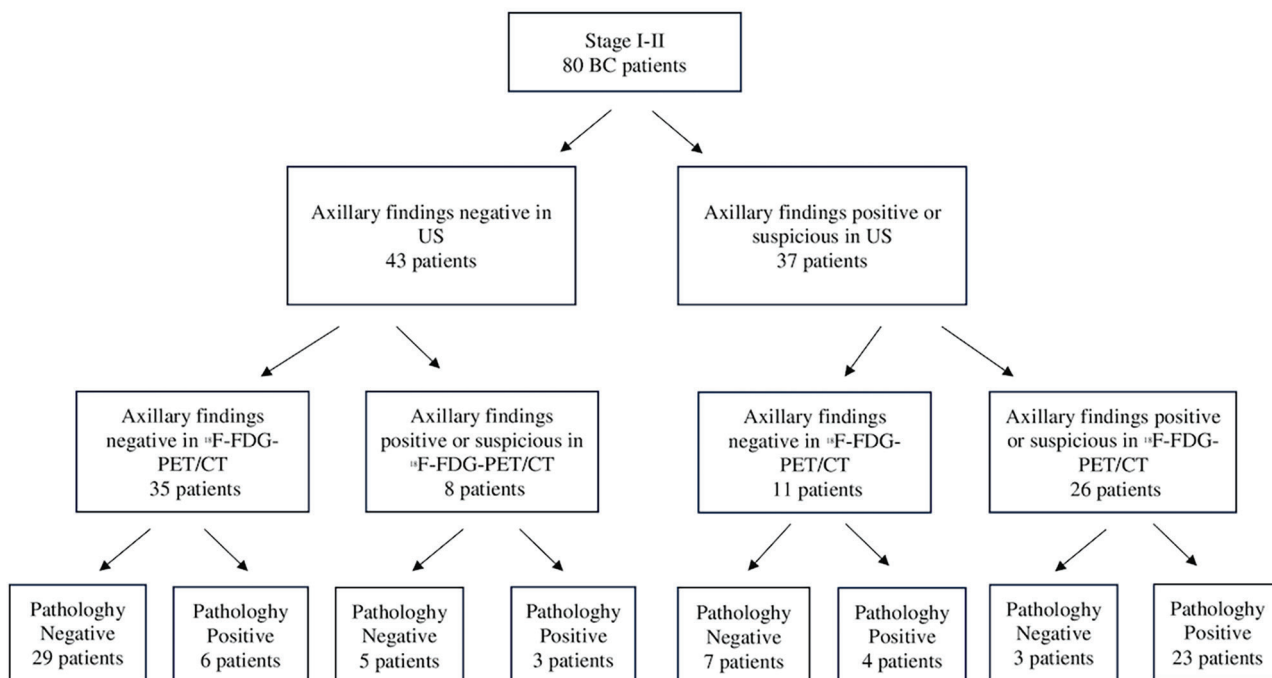 Stage I-II
80 BC patients
Axillary findings negative in
US
43 patients
Axillary findings positive or
suspicious in US
37 patients
Axillary findings
negative in ¹⁸F-FDG-
PET/CT
35 patients
Axillary findings
positive or suspicious in
¹⁸F-FDG-PET/CT
8 patients
Axillary findings
negative in ¹⁸F-FDG-
PET/CT
11 patients
Axillary findings positive
or suspicious in ¹⁸F-FDG-
PET/CT
26 patients
Pathologhy
Negative
29 patients
Pathologhy
Positive
6 patients
Pathologhy
Negative
5 patients
Pathologhy
Positive
3 patients
Pathologhy
Negative
7 patients
Pathologhy
Positive
4 patients
Pathologhy
Negative
3 patients
Pathologhy
Positive
23 patients